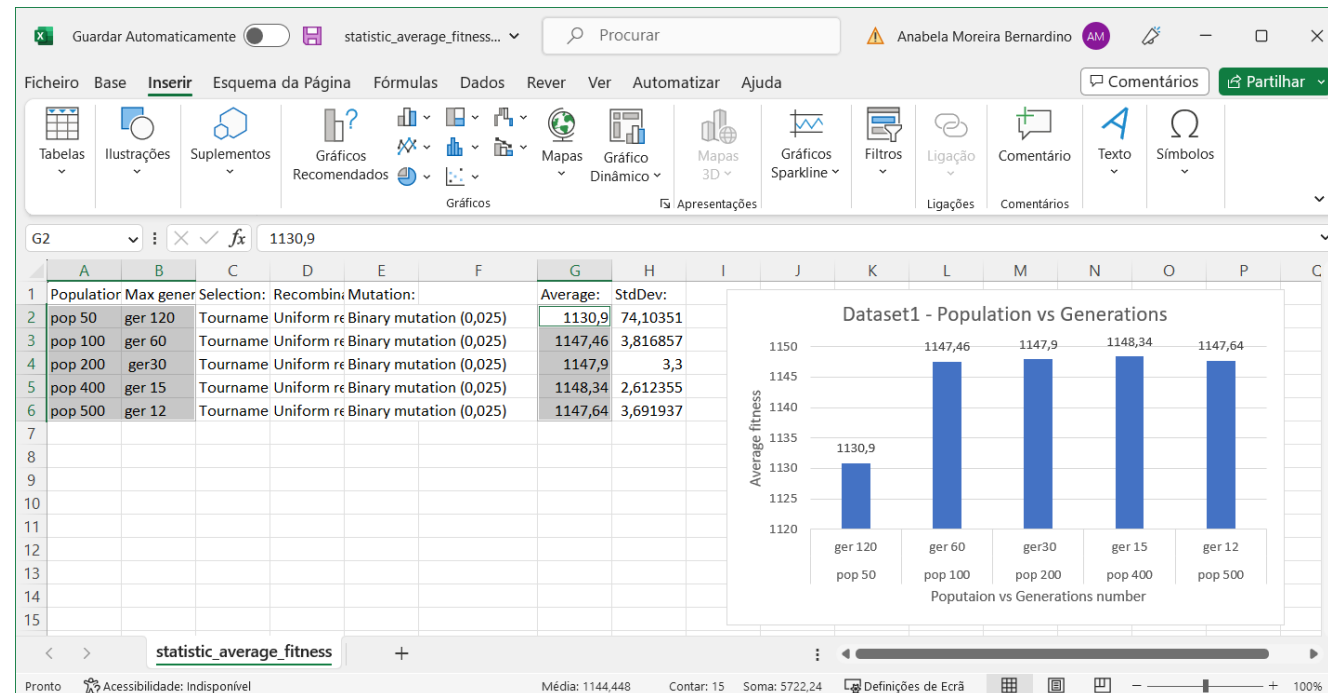 Guardar Automaticamente
statistic_average_fitness...
Procurar
Anabela Moreira Bernardino
AM
Ficheiro Base Inserir Esquema da Página Fórmulas Dados Rever Ver Automatizar Ajuda
Comentários
Partilhar
Tabelas
Ilustrações
Suplementos
Gráficos
Recomendados
Mapas
Gráfico
Dinâmico
Mapas
3D
Gráficos
Sparkline
Filtros
Ligação
Comentário
Texto
Símbolos
Gráficos
Apresentações
Ligações
Comentários
G2
fx
1130,9
A B C D E F G H I J K L M N O P Q
1 Population Max gener Selection: Recombina Mutation: Average: StdDev:
2 pop 50 ger 120 Tourname Uniform re Binary mutation (0,025) 1130,9 74,10351
3 pop 100 ger 60 Tourname Uniform re Binary mutation (0,025) 1147,46 3,816857
4 pop 200 ger30 Tourname Uniform re Binary mutation (0,025) 1147,9 3,3
5 pop 400 ger 15 Tourname Uniform re Binary mutation (0,025) 1148,34 2,612355
6 pop 500 ger 12 Tourname Uniform re Binary mutation (0,025) 1147,64 3,691937
7
8
9
10
11
12
13
14
15
Dataset1 - Population vs Generations
Average fitness
1150
1145
1140
1135
1130
1125
1120
1130,9
1147,46
1147,9
1148,34
1147,64
ger 120 ger 60 ger30 ger 15 ger 12
pop 50 pop 100 pop 200 pop 400 pop 500
Populaion vs Generations number
statistic_average_fitness
Pronto
Acessibilidade: Indisponível
Média: 1144,448
Contar: 15
Soma: 5722,24
Definições de Ecrã
100%